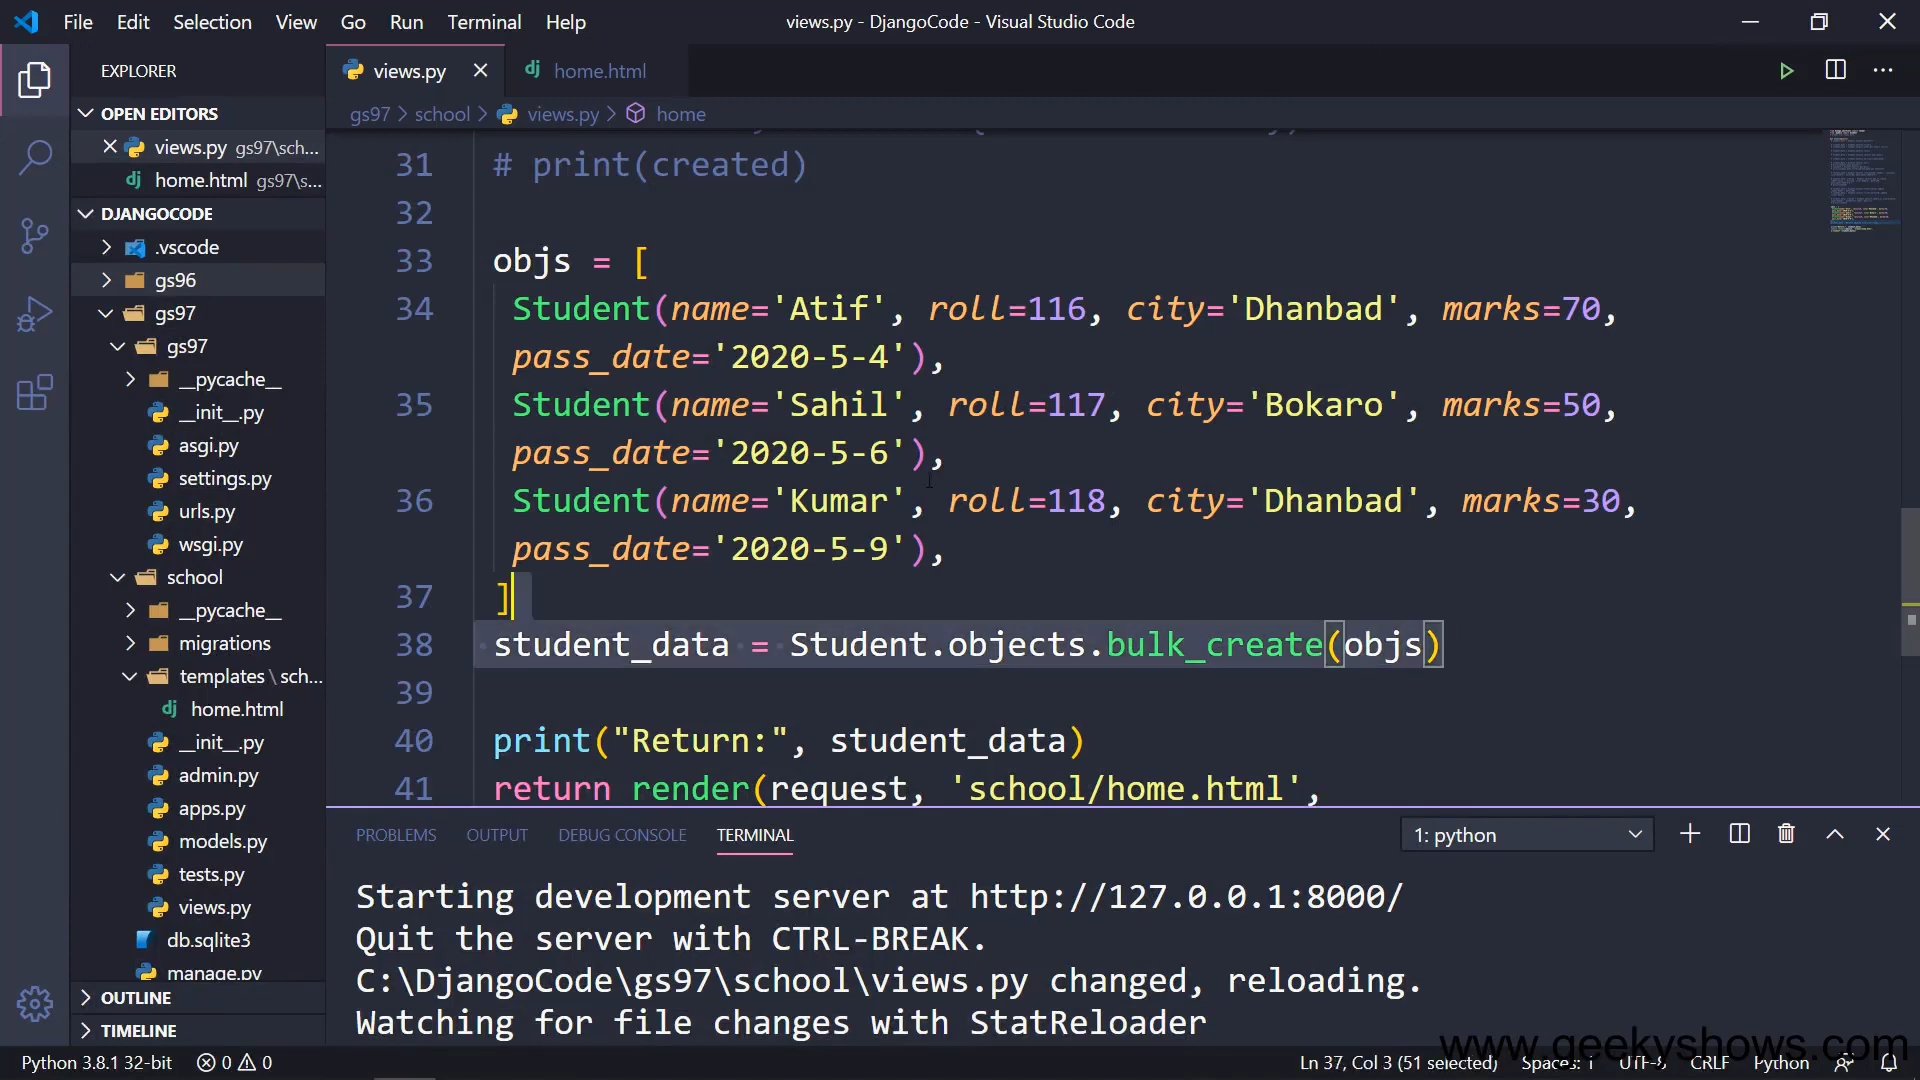 File Edit Selection View Go Run Terminal Help
views.py - DjangoCode - Visual Studio Code
EXPLORER
OPEN EDITORS
views.py gs97\sch...
home.html gs97\s...
DJANGOCODE
.vscode
gs96
gs97
gs97
__pycache__
__init__.py
asgi.py
settings.py
urls.py
wsgi.py
school
__pycache__
migrations
templates\sch...
home.html
__init__.py
admin.py
apps.py
models.py
tests.py
views.py
db.sqlite3
manage.py
OUTLINE
TIMELINE
views.py
home.html
gs97 > school > views.py > home
31 # print(created)
32
33 objs = [
34 Student(name='Atif', roll=116, city='Dhanbad', marks=70,
pass_date='2020-5-4'),
35 Student(name='Sahil', roll=117, city='Bokaro', marks=50,
pass_date='2020-5-6'),
36 Student(name='Kumar', roll=118, city='Dhanbad', marks=30,
pass_date='2020-5-9'),
37 ]
38 student_data = Student.objects.bulk_create(objs)
39
40 print("Return:", student_data)
41 return render(request, 'school/home.html',
PROBLEMS OUTPUT DEBUG CONSOLE TERMINAL
1: python
Starting development server at http://127.0.0.1:8000/
Quit the server with CTRL-BREAK.
C:\DjangoCode\gs97\school\views.py changed, reloading.
Watching for file changes with StatReloader
www.geekyshows.com
Python 3.8.1 32-bit 0 0
Ln 37, Col 3 (51 selected) Spaces: 1 UTF-8 CRLF Python